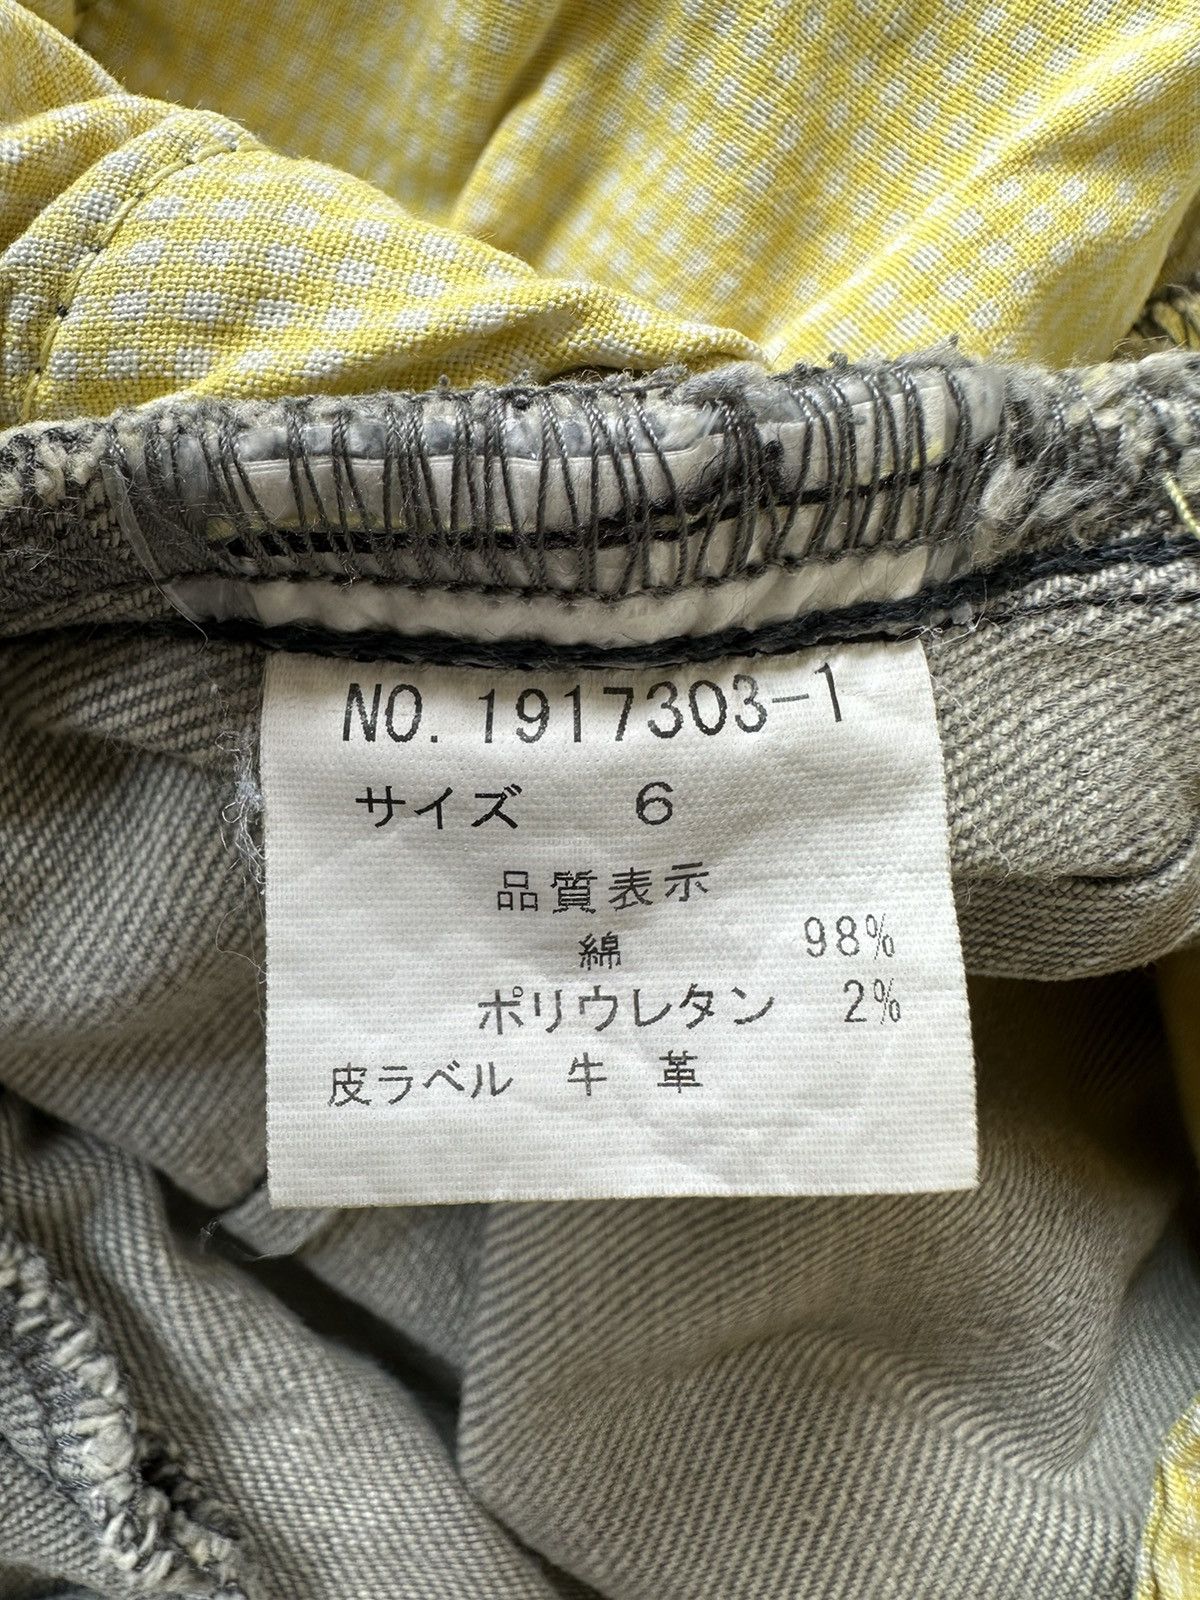 NO. 1917303-1
サイズ 6
品質表示
綿 98%
ポリウレタン 2%
皮ラベル 牛 革